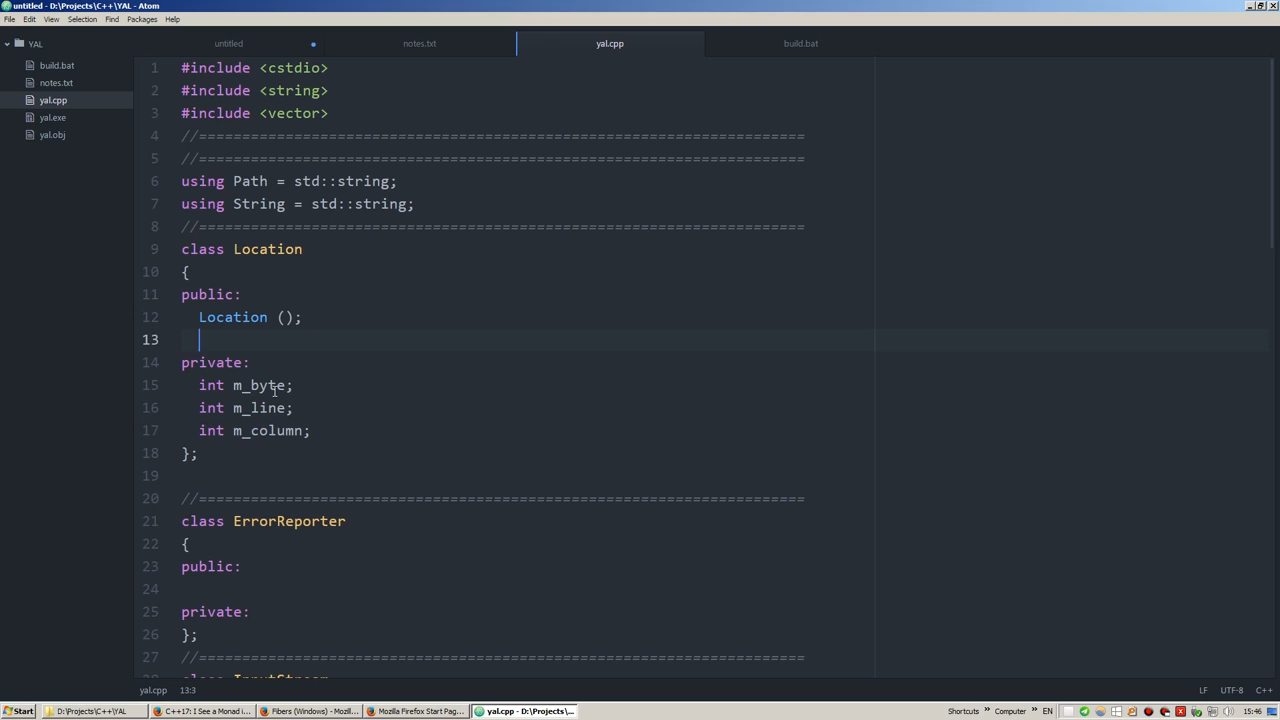 untitled - D:\Projects\C++\YAL - Atom
File Edit View Selection Find Packages Help
YAL
untitled
notes.txt
yal.cpp
build.bat
build.bat
notes.txt
yal.cpp
yal.exe
yal.obj
1 #include <cstdio>
2 #include <string>
3 #include <vector>
4 //======================================================================
5 //======================================================================
6 using Path = std::string;
7 using String = std::string;
8 //======================================================================
9 class Location
10 {
11 public:
12 Location ();
13
14 private:
15 int m_byte;
16 int m_line;
17 int m_column;
18 };
19
20 //======================================================================
21 class ErrorReporter
22 {
23 public:
24
25 private:
26 };
27 //======================================================================
yal.cpp 13:3
LF UTF-8 C++
Start
D:\Projects\C++\YAL
C++17: I See a Monad i...
Fibers (Windows) - Mozill...
Mozilla Firefox Start Pag...
yal.cpp - D:\Projects\...
Shortcuts » Computer » EN
15:46